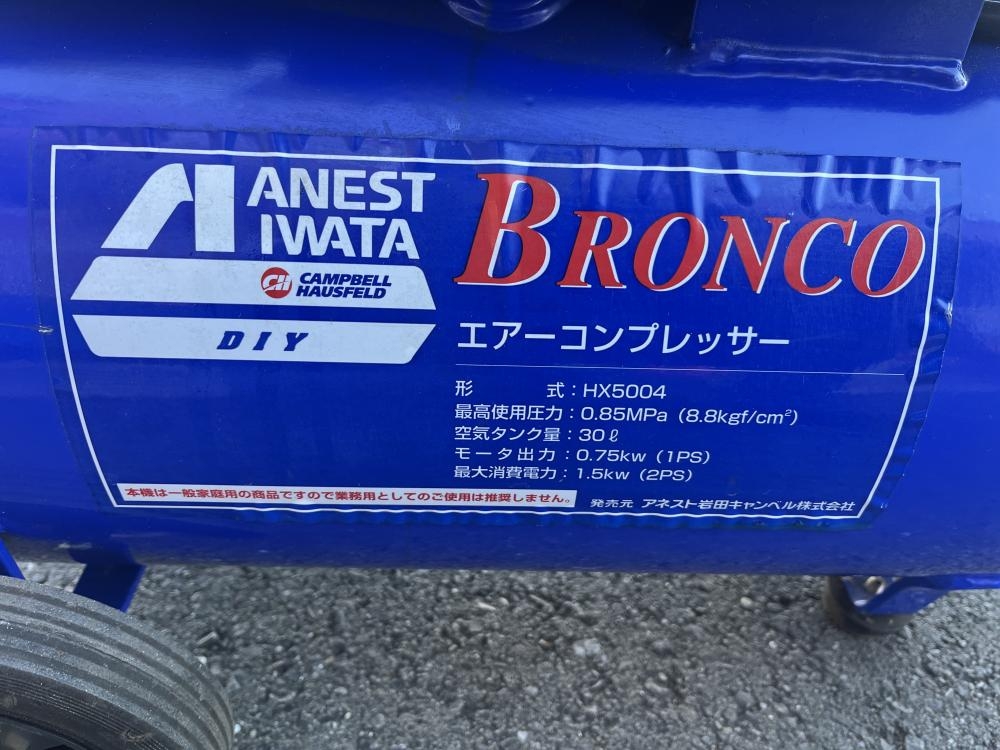 ANEST
IWATA
CAMPBELL
HAUSFELD
DIY
BRONCO
エアーコンプレッサー
形　　　　式：HX5004
最高使用圧力：0.85MPa（8.8kgf/cm²）
空気タンク量：30ℓ
モータ出力：0.75kw（1PS）
最大消費電力：1.5kw（2PS）
本機は一般家庭用の商品ですので業務用としてのご使用は推奨しません。
発売元 アネスト岩田キャンベル株式会社